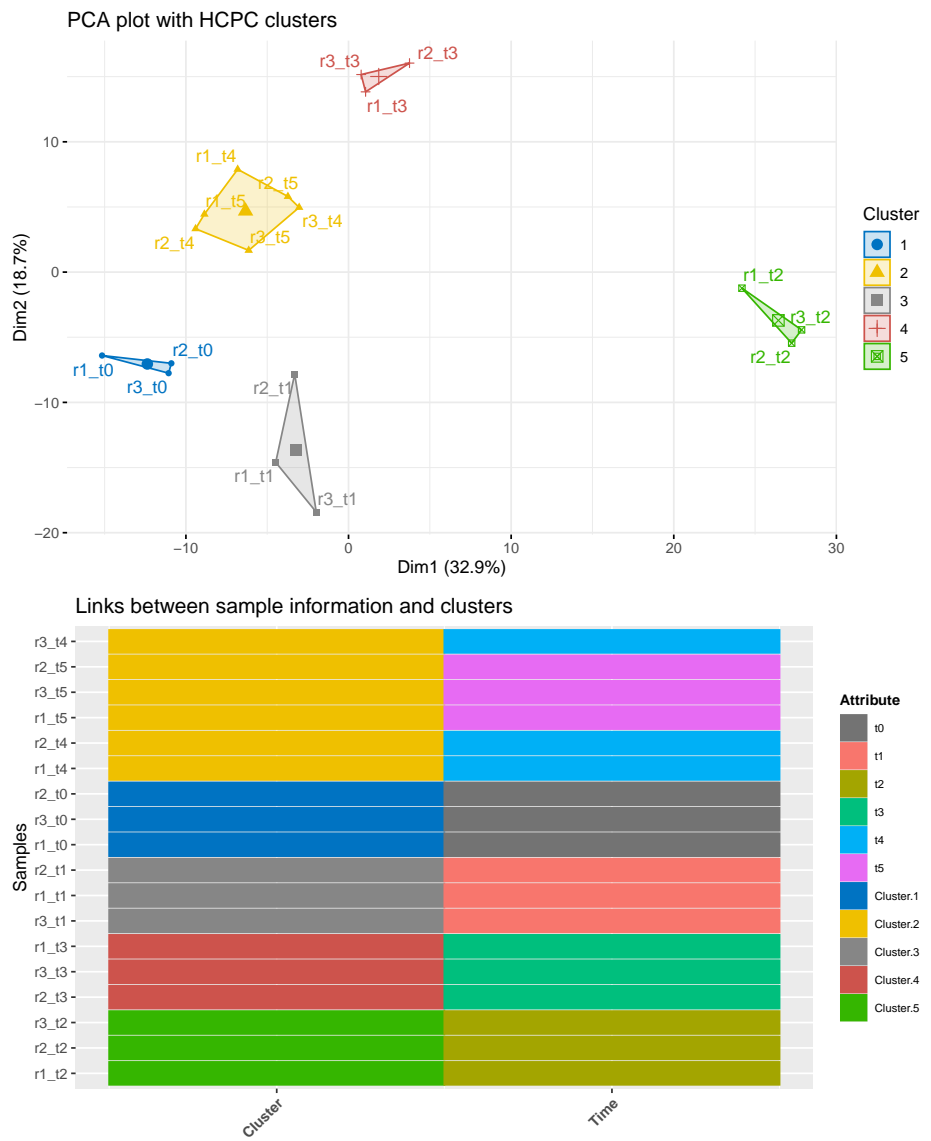 PCA plot with HCPC clusters
r3_t3
r2_t3
r1_t3
10
r1_t4
r2_t5
r1_t5
r3_t4
r2_t4
r3_t5
Dim2 (18.7%)
0
r1_t2
r3_t2
r2_t2
r2_t0
r1_t0
r3_t0
−10
r2_t1
r1_t1
r3_t1
−20
−10
0
10
20
30
Dim1 (32.9%)
Cluster
1
2
3
4
5
Links between sample information and clusters
Samples
r3_t4
r2_t5
r3_t5
r1_t5
r2_t4
r1_t4
r2_t0
r3_t0
r1_t0
r2_t1
r1_t1
r3_t1
r1_t3
r3_t3
r2_t3
r3_t2
r2_t2
r1_t2
Cluster
Time
Attribute
t0
t1
t2
t3
t4
t5
Cluster.1
Cluster.2
Cluster.3
Cluster.4
Cluster.5